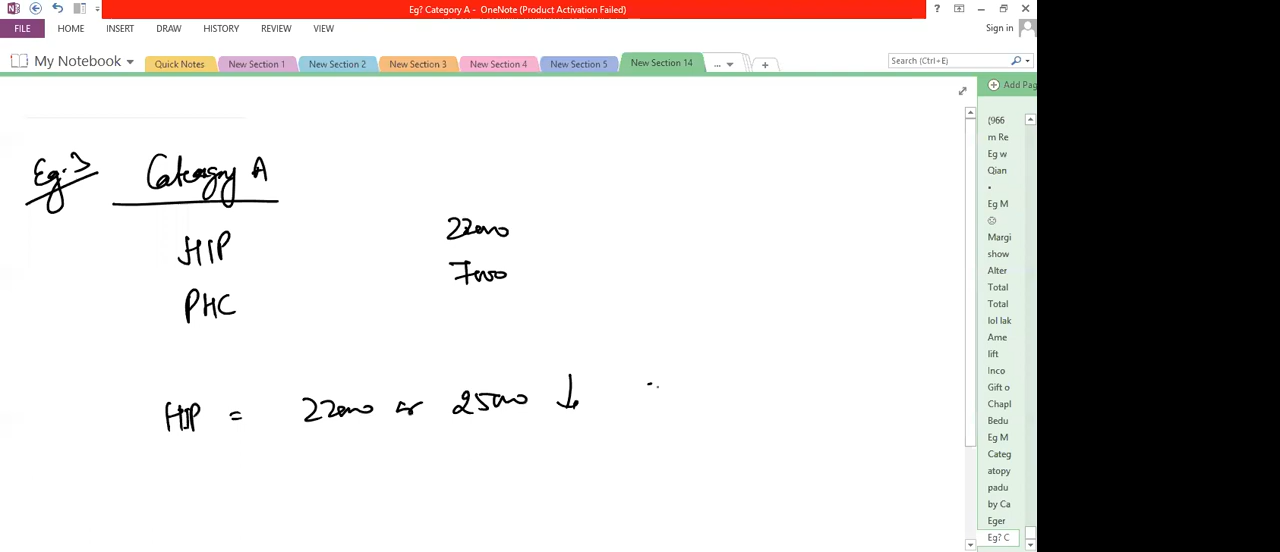 Eg? Category A - OneNote (Product Activation Failed)
FILE HOME INSERT DRAW HISTORY REVIEW VIEW Sign in
My Notebook Quick Notes New Section 1 New Section 2 New Section 3 New Section 4 New Section 5 New Section 14 ... + Search (Ctrl+E)
Add Pag
Eg:> Category A
HIP 22000
PHC 7000
HIP = 22000 or 25000 ↓
(966
m Re
Eg w
Qian
•
Eg M
☹
Margi
show
Alter
Total
Total
lol lak
Ame
lift
Inco
Gift o
Chapl
Bedu
Eg M
Categ
atopy
padu
by Ca
Eger
Eg? C